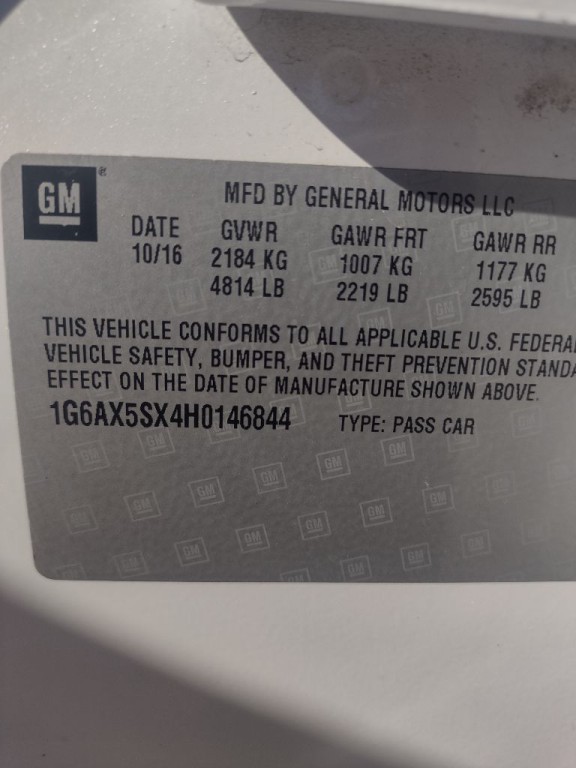 GM
®
MFD BY GENERAL MOTORS LLC
DATE GVWR GAWR FRT GAWR RR
10/16 2184 KG 1007 KG 1177 KG
4814 LB 2219 LB 2595 LB
THIS VEHICLE CONFORMS TO ALL APPLICABLE U.S. FEDERA
VEHICLE SAFETY, BUMPER, AND THEFT PREVENTION STANDA
EFFECT ON THE DATE OF MANUFACTURE SHOWN ABOVE.
1G6AX5SX4H0146844 TYPE: PASS CAR